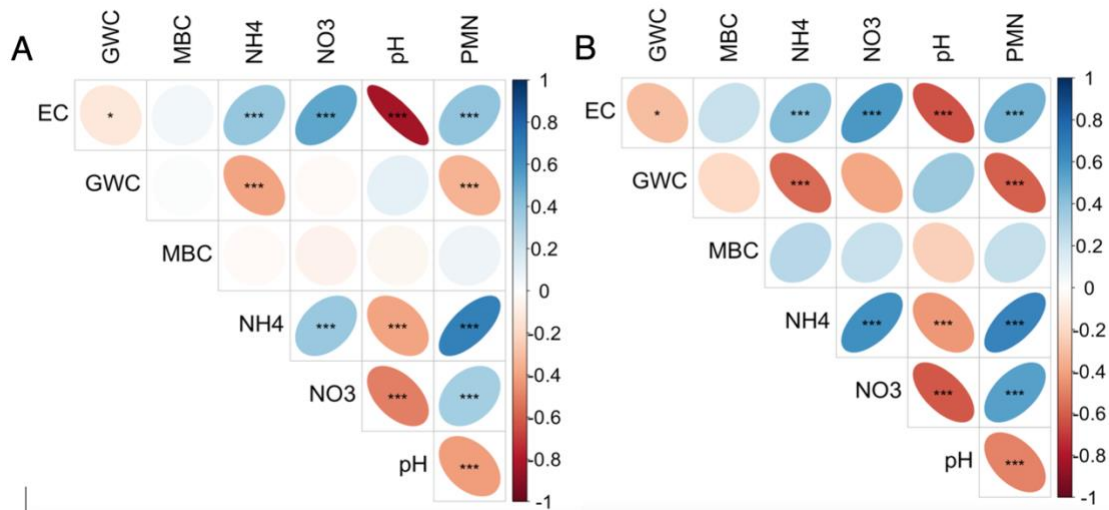 A
GWC MBC NH4 NO3 pH PMN
EC * *** *** *** ***
GWC *** ***
MBC
NH4 *** *** ***
NO3 *** ***
pH ***
1
0.8
0.6
0.4
0.2
0
-0.2
-0.4
-0.6
-0.8
-1
B
GWC MBC NH4 NO3 pH PMN
EC * *** *** *** ***
GWC *** ***
MBC
NH4 *** *** ***
NO3 *** ***
pH ***
1
0.8
0.6
0.4
0.2
0
-0.2
-0.4
-0.6
-0.8
-1